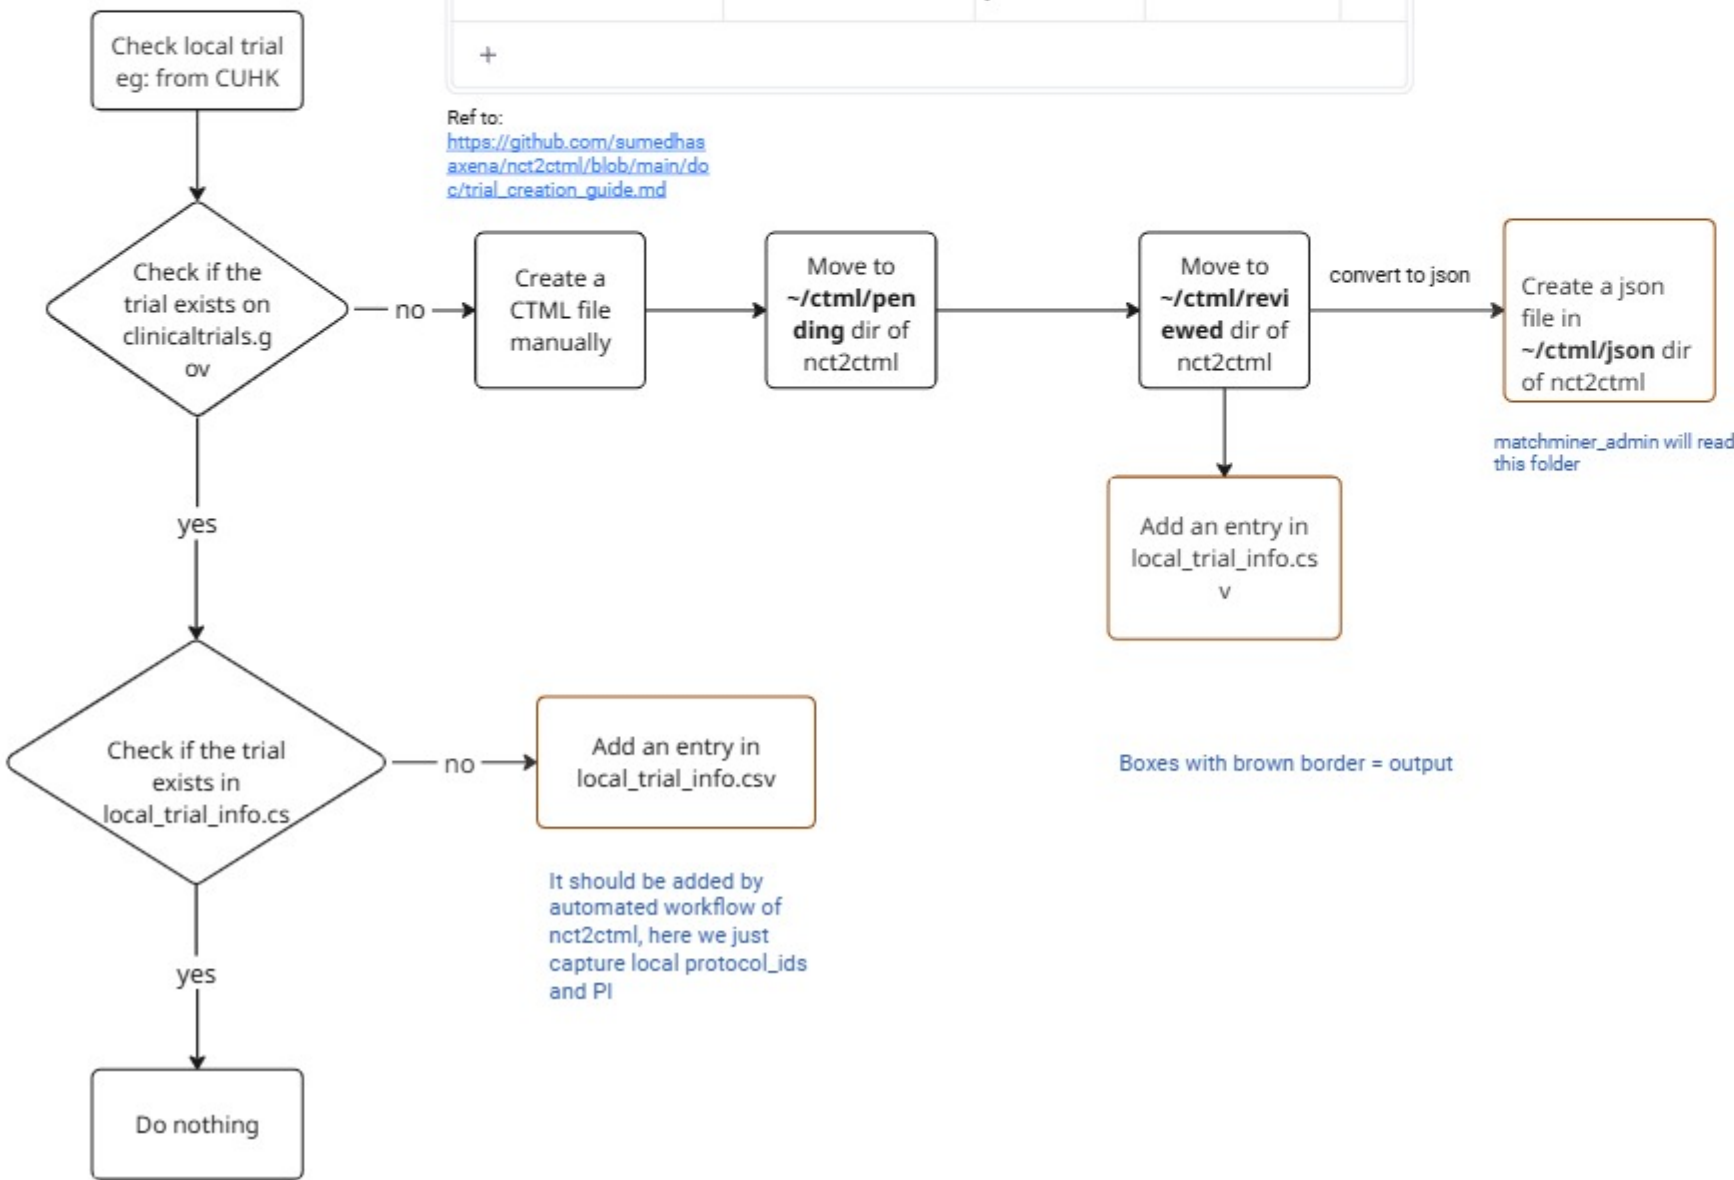 Check local trial
eg: from CUHK
+
Ref to:
https://github.com/sumedhas
axena/nct2ctml/blob/main/do
c/trial_creation_guide.md
Check if the
trial exists on
clinicaltrials.g
ov
no
Create a
CTML file
manually
Move to
~/ctml/pen
ding dir of
nct2ctml
Move to
~/ctml/revi
ewed dir of
nct2ctml
convert to json
Create a json
file in
~/ctml/json dir
of nct2ctml
matchminer_admin will read
this folder
yes
Add an entry in
local_trial_info.cs
v
Check if the trial
exists in
local_trial_info.cs
no
Add an entry in
local_trial_info.csv
Boxes with brown border = output
It should be added by
automated workflow of
nct2ctml, here we just
capture local protocol_ids
and PI
yes
Do nothing